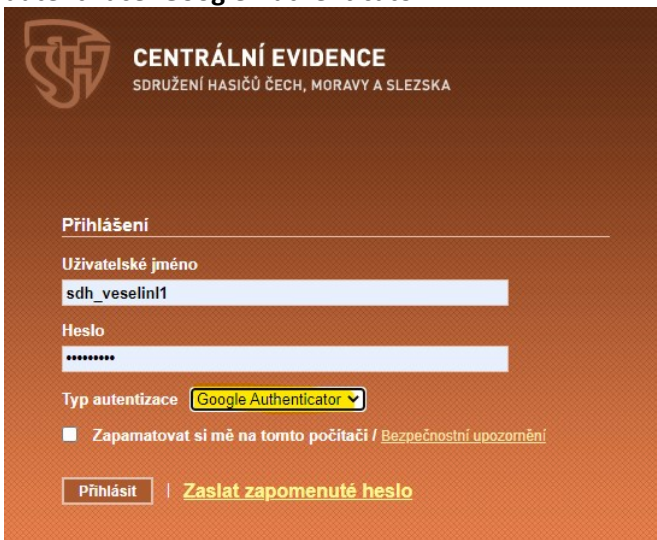 CENTRÁLNÍ EVIDENCE
SDRUŽENÍ HASIČŮ ČECH, MORAVY A SLEZSKA
Přihlášení
Uživatelské jméno
sdh_veselinl1
Heslo
•••••••••
Typ autentizace Google Authenticator
Zapamatovat si mě na tomto počítači / Bezpečnostní upozornění
Přihlásit | Zaslat zapomenuté heslo